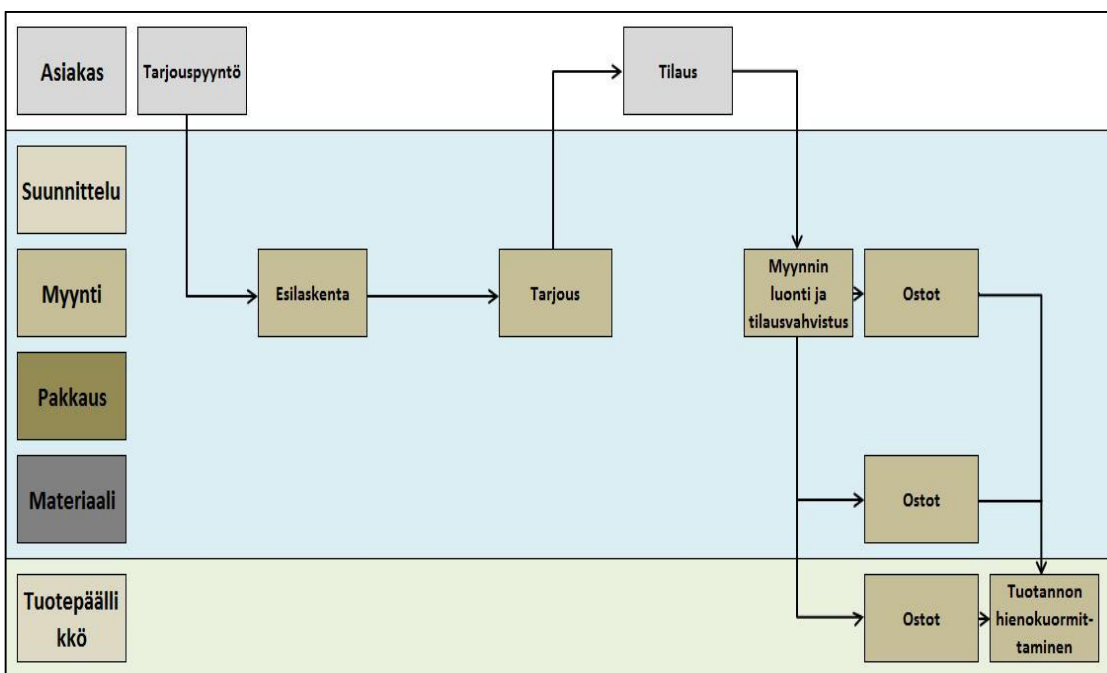 Asiakas
Tarjouspyyntö
Tilaus
Suunnittelu
Myynti
Esilaskenta
Tarjous
Myynnin
luonti ja
tilausvahvistus
Ostot
Pakkaus
Materiaali
Ostot
Tuotepäälli
kkö
Ostot
Tuotannon
hienokuormit-
taminen